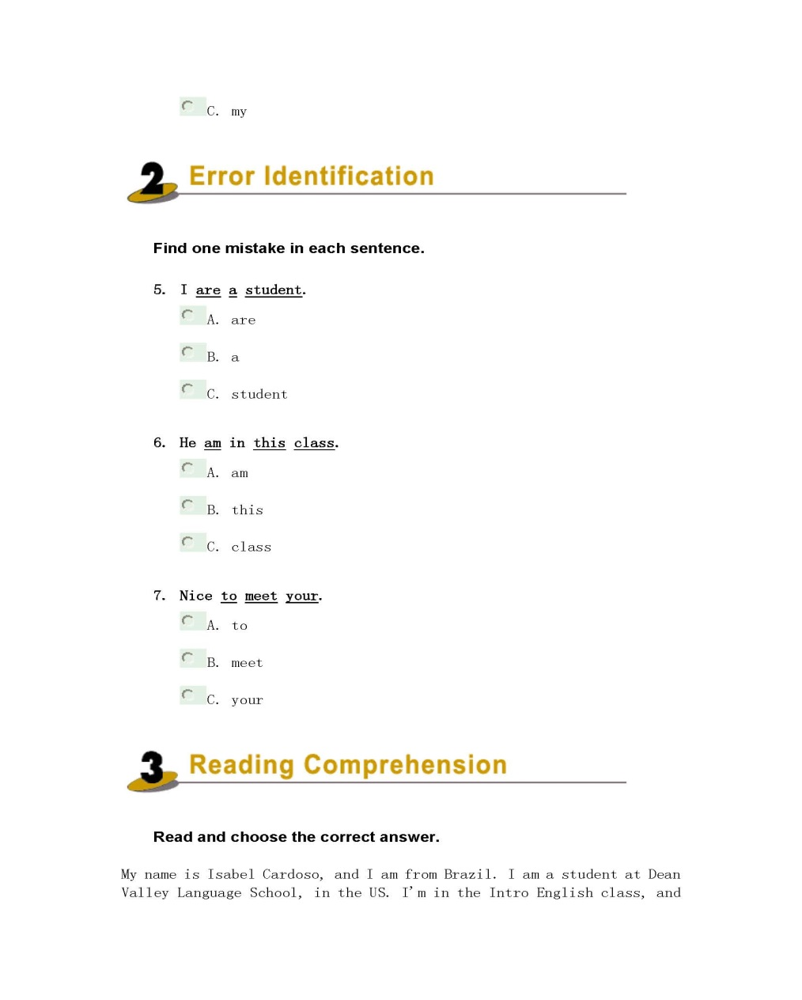 C. my
2 Error Identification
Find one mistake in each sentence.
5. I are a student.
A. are
B. a
C. student
6. He am in this class.
A. am
B. this
C. class
7. Nice to meet your.
A. to
B. meet
C. your
3 Reading Comprehension
Read and choose the correct answer.
My name is Isabel Cardoso, and I am from Brazil. I am a student at Dean
Valley Language School, in the US. I'm in the Intro English class, and